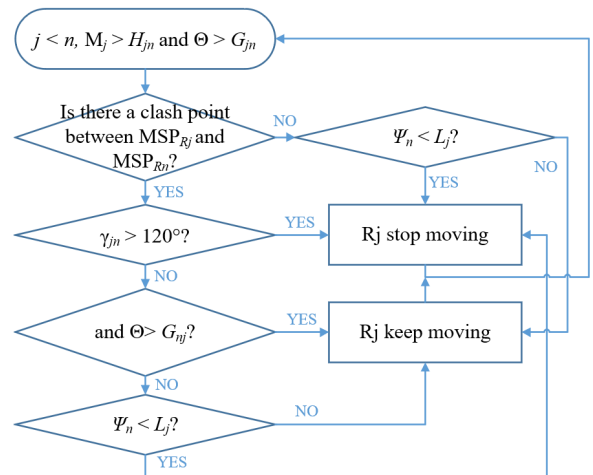 j < n, Mj > Hjn and Θ > Gjn
Is there a clash point
between MSPRj and
MSPRn?
NO
Ψn < Lj?
NO
YES
YES
γjn > 120°?
YES
Rj stop moving
NO
and Θ> Gnj?
YES
Rj keep moving
NO
Ψn < Lj?
NO
YES